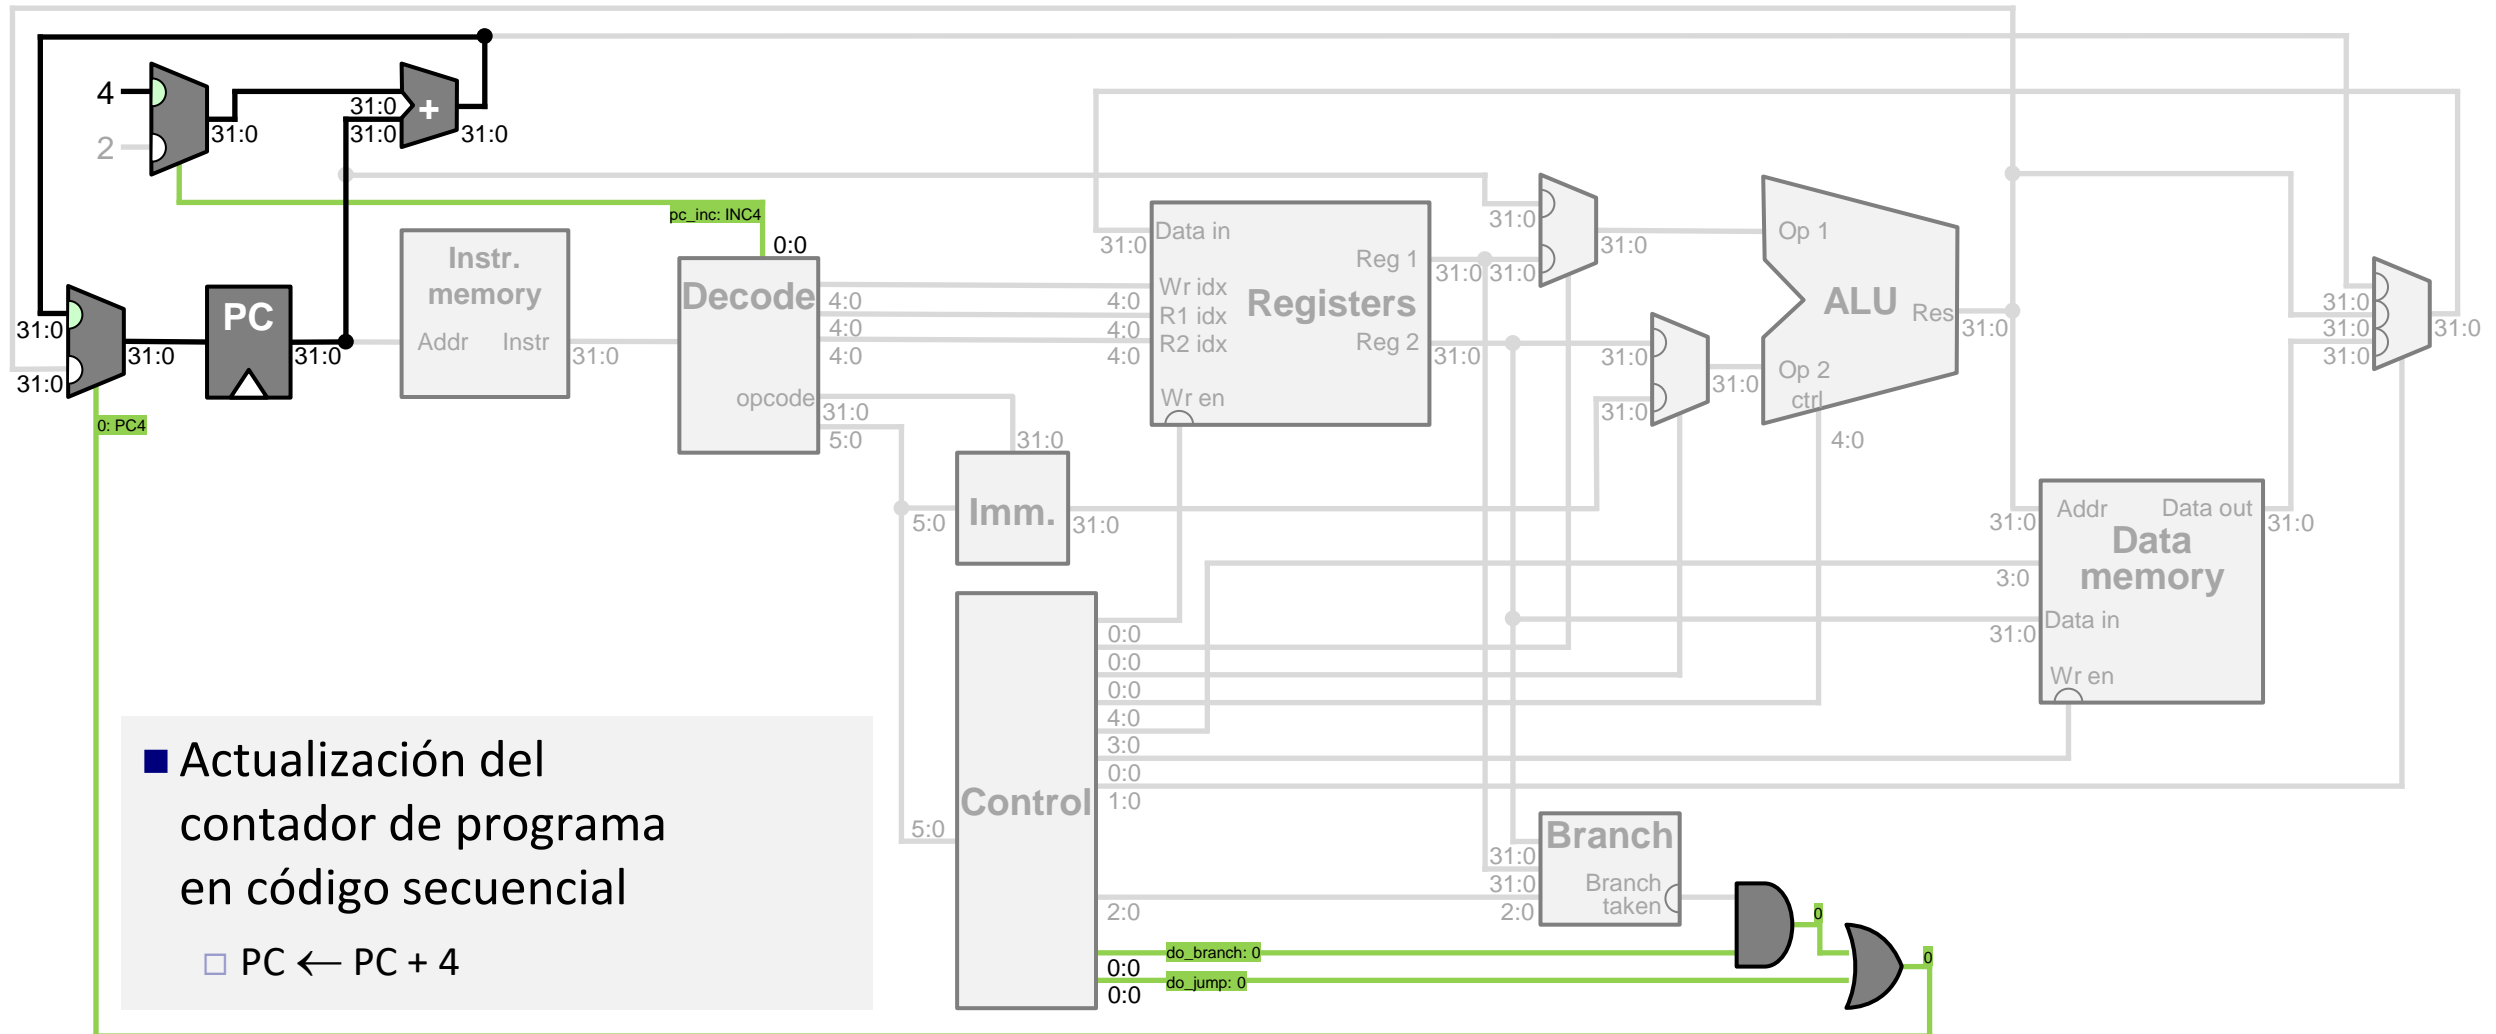 4
31:0
31:0
31:0
31:0
2
pc_inc: INC4
0:0
31:0
31:0
31:0
PC
31:0
0: PC4
Instr.
memory
Addr Instr
31:0
Decode
opcode
4:0
4:0
4:0
31:0
5:0
4:0
4:0
4:0
31:0
Data in
Wr idx
R1 idx
R2 idx
Wr en
Registers
Reg 1
Reg 2
31:0
31:0
31:0
31:0
31:0
31:0
31:0
31:0
Op 1
Op 2
ctrl
ALU
Res
31:0
4:0
31:0
31:0
31:0
31:0
31:0
5:0
Imm.
31:0
31:0
3:0
31:0
Addr Data out
Data
memory
Data in
Wr en
31:0
5:0
Control
0:0
0:0
0:0
4:0
3:0
0:0
1:0
2:0
0:0
0:0
do_branch: 0
do_jump: 0
31:0
31:0
2:0
Branch
Branch
taken
0
0
+
Actualización del
contador de programa
en código secuencial
PC ← PC + 4